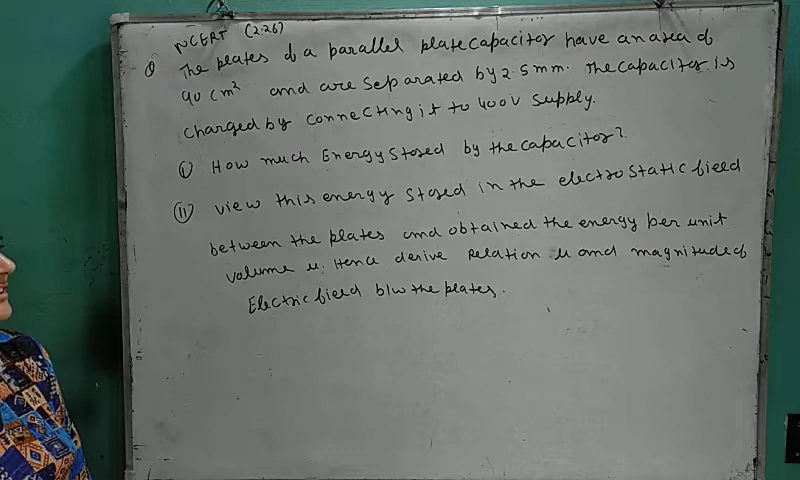 NCERT (2.26)
Q The plates of a parallel plate capacitor have an area of
90 cm² and are separated by 2.5 mm. The capacitor is
charged by connecting it to 400V supply.
(i) How much Energy stored by the capacitor?
(ii) view this energy stored in the electrostatic field
between the plates and obtained the energy per unit
volume u. Hence derive Relation u and magnitude of
Electric field b/w the plates.